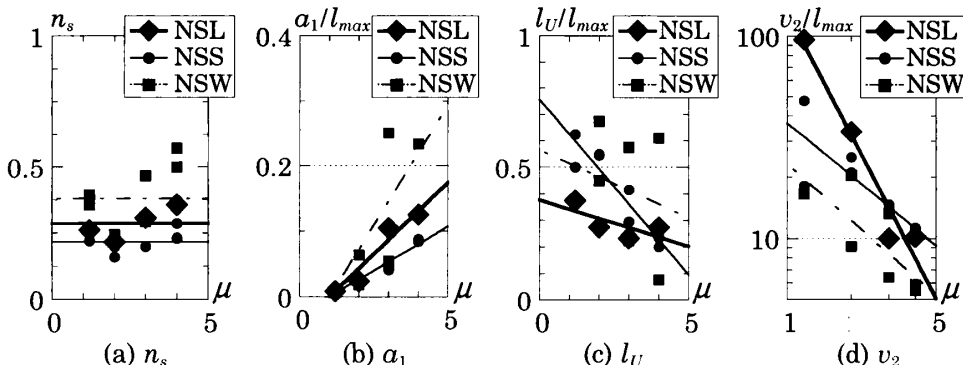 n_s
1
0.5
0
0
5
μ
NSL
NSS
NSW
(a) n_s
a_1/l_max
0.4
0.2
0
0
5
μ
NSL
NSS
NSW
(b) a_1
l_U/l_max
1
0.5
0
0
5
μ
NSL
NSS
NSW
(c) l_U
v_2/l_max
100
10
1
5
μ
NSL
NSS
NSW
(d) v_2